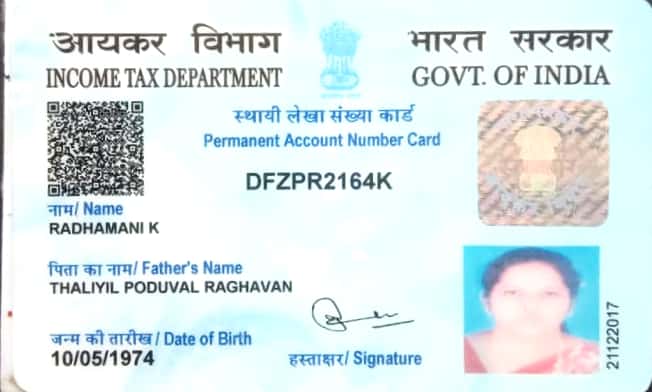 आयकर विभाग
INCOME TAX DEPARTMENT
भारत सरकार
GOVT. OF INDIA
स्थायी लेखा संख्या कार्ड
Permanent Account Number Card
DFZPR2164K
नाम/ Name
RADHAMANI K
पिता का नाम/ Father's Name
THALIYIL PODUVAL RAGHAVAN
जन्म की तारीख/ Date of Birth
10/05/1974
हस्ताक्षर/ Signature
21122017